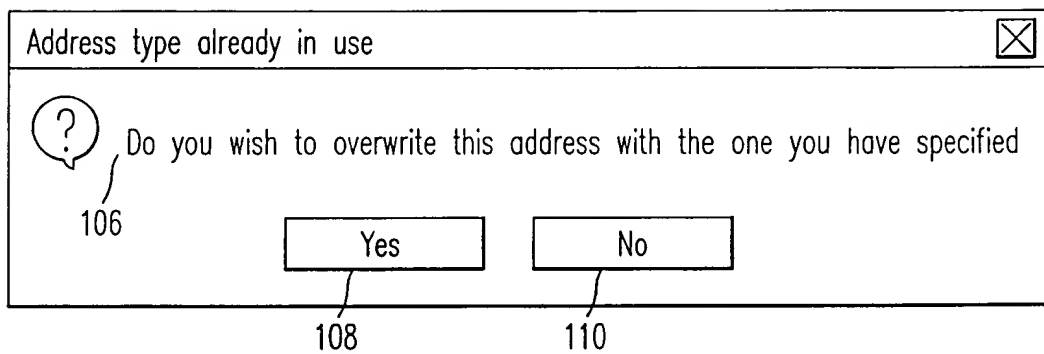 Address type already in use
?
Do you wish to overwrite this address with the one you have specified
106
Yes
No
108
110